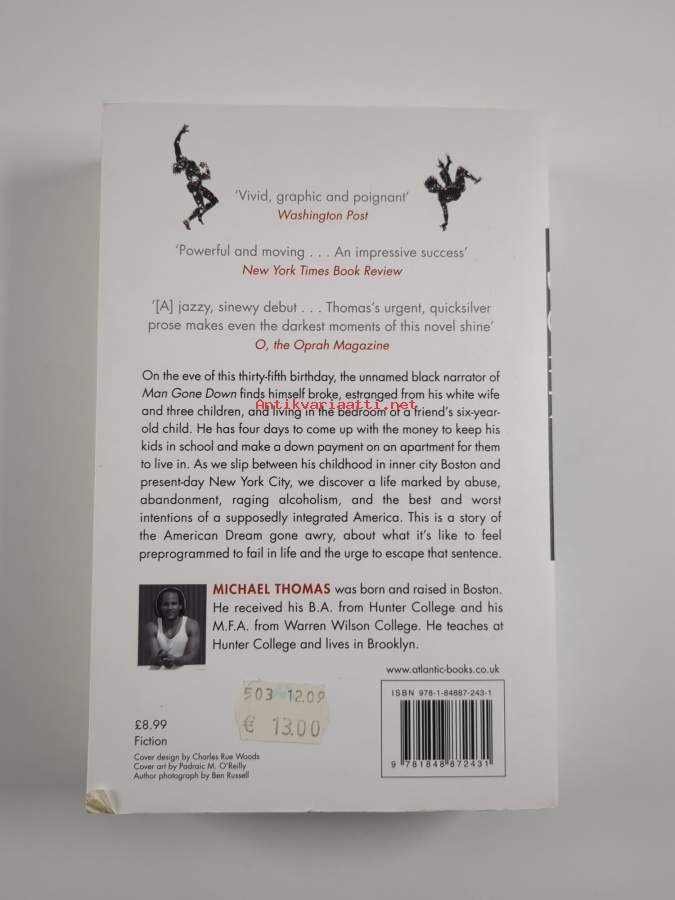 'Vivid, graphic and poignant'
Washington Post
'Powerful and moving . . . An impressive success'
New York Times Book Review
'[A] jazzy, sinewy debut . . . Thomas's urgent, quicksilver
prose makes even the darkest moments of this novel shine'
O, the Oprah Magazine
On the eve of this thirty-fifth birthday, the unnamed black narrator of
Man Gone Down finds himself broke, estranged from his white wife
Antikvariaatti.net
and three children, and living in the bedroom of a friend's six-year-
old child. He has four days to come up with the money to keep his
kids in school and make a down payment on an apartment for them
to live in. As we slip between his childhood in inner city Boston and
present-day New York City, we discover a life marked by abuse,
abandonment, raging alcoholism, and the best and worst
intentions of a supposedly integrated America. This is a story of
the American Dream gone awry, about what it's like to feel
preprogrammed to fail in life and the urge to escape that sentence.
MICHAEL THOMAS was born and raised in Boston.
He received his B.A. from Hunter College and his
M.F.A. from Warren Wilson College. He teaches at
Hunter College and lives in Brooklyn.
www.atlantic-books.co.uk
503 12.09
€ 13.00
ISBN 978-1-84887-243-1
9 781848 872431
£8.99
Fiction
Cover design by Charles Rue Woods
Cover art by Padraic M. O'Reilly
Author photograph by Ben Russell